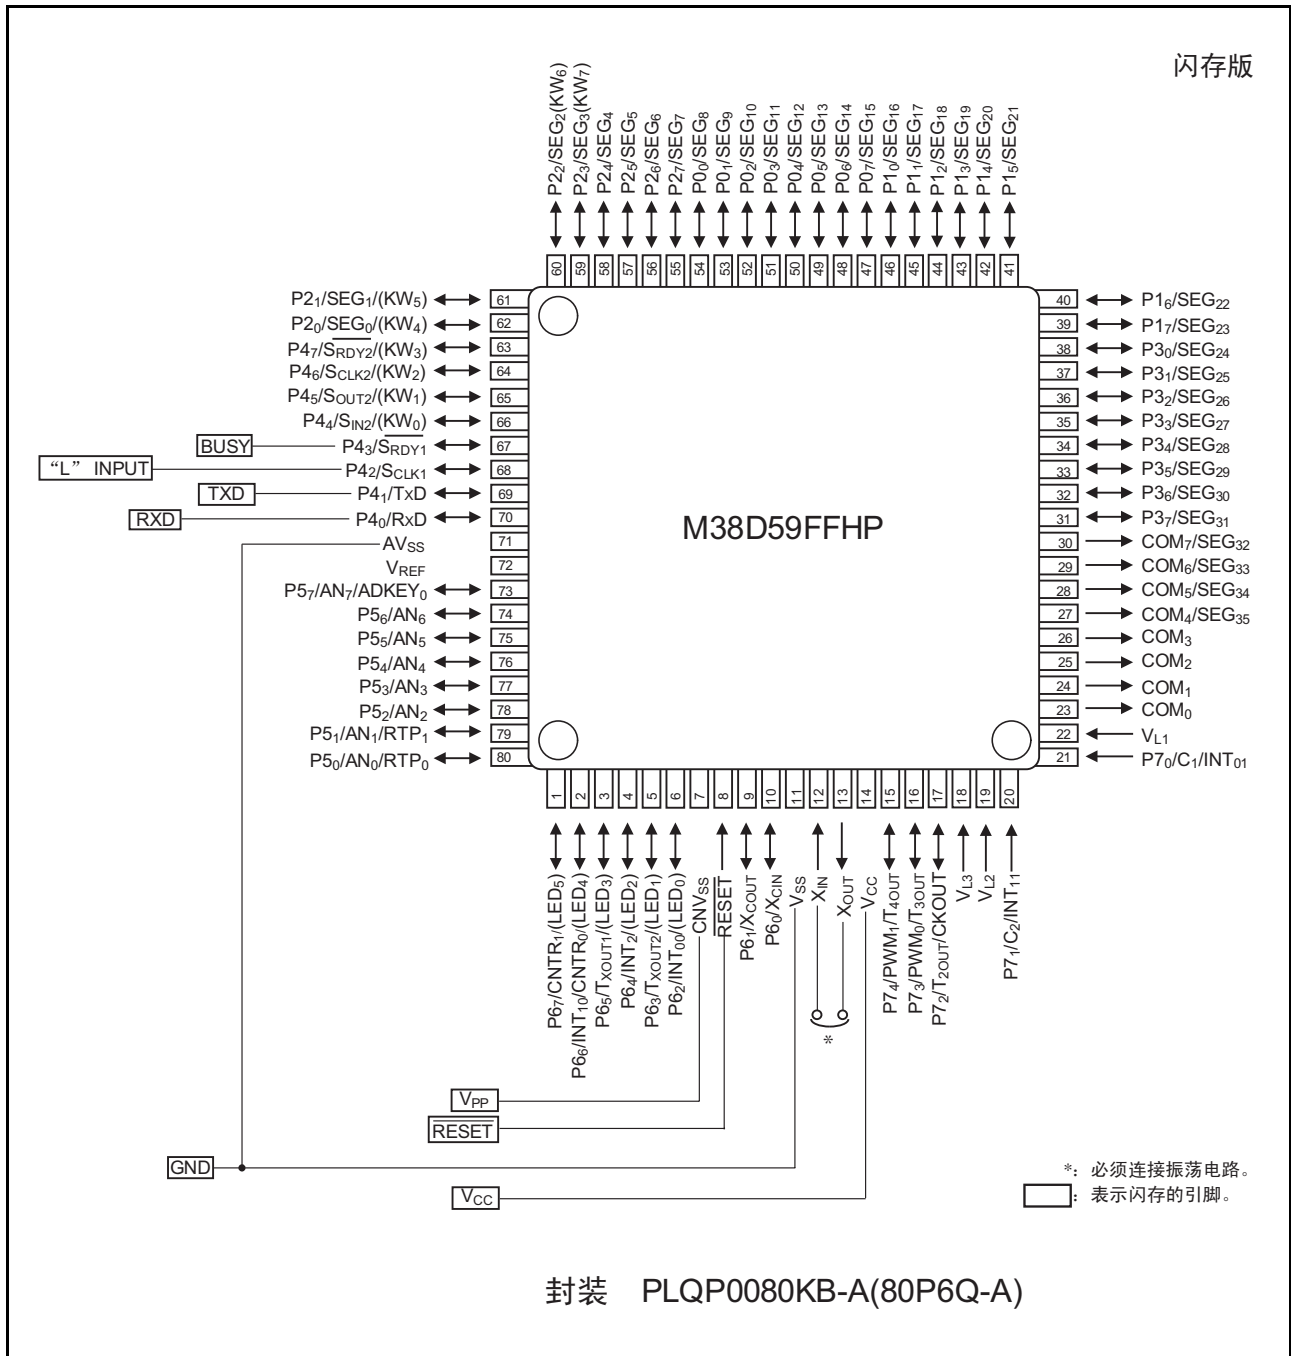 闪存版
P2₂/SEG₂(KW₆)
P2₃/SEG₃(KW₇)
P2₄/SEG₄
P2₅/SEG₅
P2₆/SEG₆
P2₇/SEG₇
P0₀/SEG₈
P0₁/SEG₉
P0₂/SEG₁₀
P0₃/SEG₁₁
P0₄/SEG₁₂
P0₅/SEG₁₃
P0₆/SEG₁₄
P0₇/SEG₁₅
P1₀/SEG₁₆
P1₁/SEG₁₇
P1₂/SEG₁₈
P1₃/SEG₁₉
P1₄/SEG₂₀
P1₅/SEG₂₁
60 59 58 57 56 55 54 53 52 51 50 49 48 47 46 45 44 43 42 41
P2₁/SEG₁/(KW₅) 61
P2₀/SEG₀/(KW₄) 62
P4₇/S̅R̅D̅Y̅2̅/(KW₃) 63
P4₆/SCLK2/(KW₂) 64
P4₅/SOUT2/(KW₁) 65
P4₄/SIN2/(KW₀) 66
BUSY P4₃/S̅R̅D̅Y̅1̅ 67
“L” INPUT P4₂/SCLK1 68
TXD P4₁/TxD 69
RXD P4₀/RxD 70
AVSS 71
VREF 72
P5₇/AN₇/ADKEY₀ 73
P5₆/AN₆ 74
P5₅/AN₅ 75
P5₄/AN₄ 76
P5₃/AN₃ 77
P5₂/AN₂ 78
P5₁/AN₁/RTP₁ 79
P5₀/AN₀/RTP₀ 80
M38D59FFHP
40 P1₆/SEG₂₂
39 P1₇/SEG₂₃
38 P3₀/SEG₂₄
37 P3₁/SEG₂₅
36 P3₂/SEG₂₆
35 P3₃/SEG₂₇
34 P3₄/SEG₂₈
33 P3₅/SEG₂₉
32 P3₆/SEG₃₀
31 P3₇/SEG₃₁
30 COM₇/SEG₃₂
29 COM₆/SEG₃₃
28 COM₅/SEG₃₄
27 COM₄/SEG₃₅
26 COM₃
25 COM₂
24 COM₁
23 COM₀
22 VL1
21 P7₀/C₁/INT₀₁
1 2 3 4 5 6 7 8 9 10 11 12 13 14 15 16 17 18 19 20
P6₇/CNTR₁/(LED₅)
P6₆/INT₁₀/CNTR₀/(LED₄)
P6₅/TXOUT1/(LED₃)
P6₄/INT₂/(LED₂)
P6₃/TXOUT2/(LED₁)
P6₂/INT₀₀/(LED₀)
CNVSS
R̅E̅S̅E̅T̅
P6₁/XCOUT
P6₀/XCIN
VSS
XIN
XOUT
VCC
P7₄/PWM₁/T4OUT
P7₃/PWM₀/T3OUT
P7₂/T2OUT/CKOUT
VL3
VL2
P7₁/C₂/INT₁₁
*
VPP
R̅E̅S̅E̅T̅
GND
VCC
*: 必须连接振荡电路。
: 表示闪存的引脚。
封装 PLQP0080KB-A(80P6Q-A)